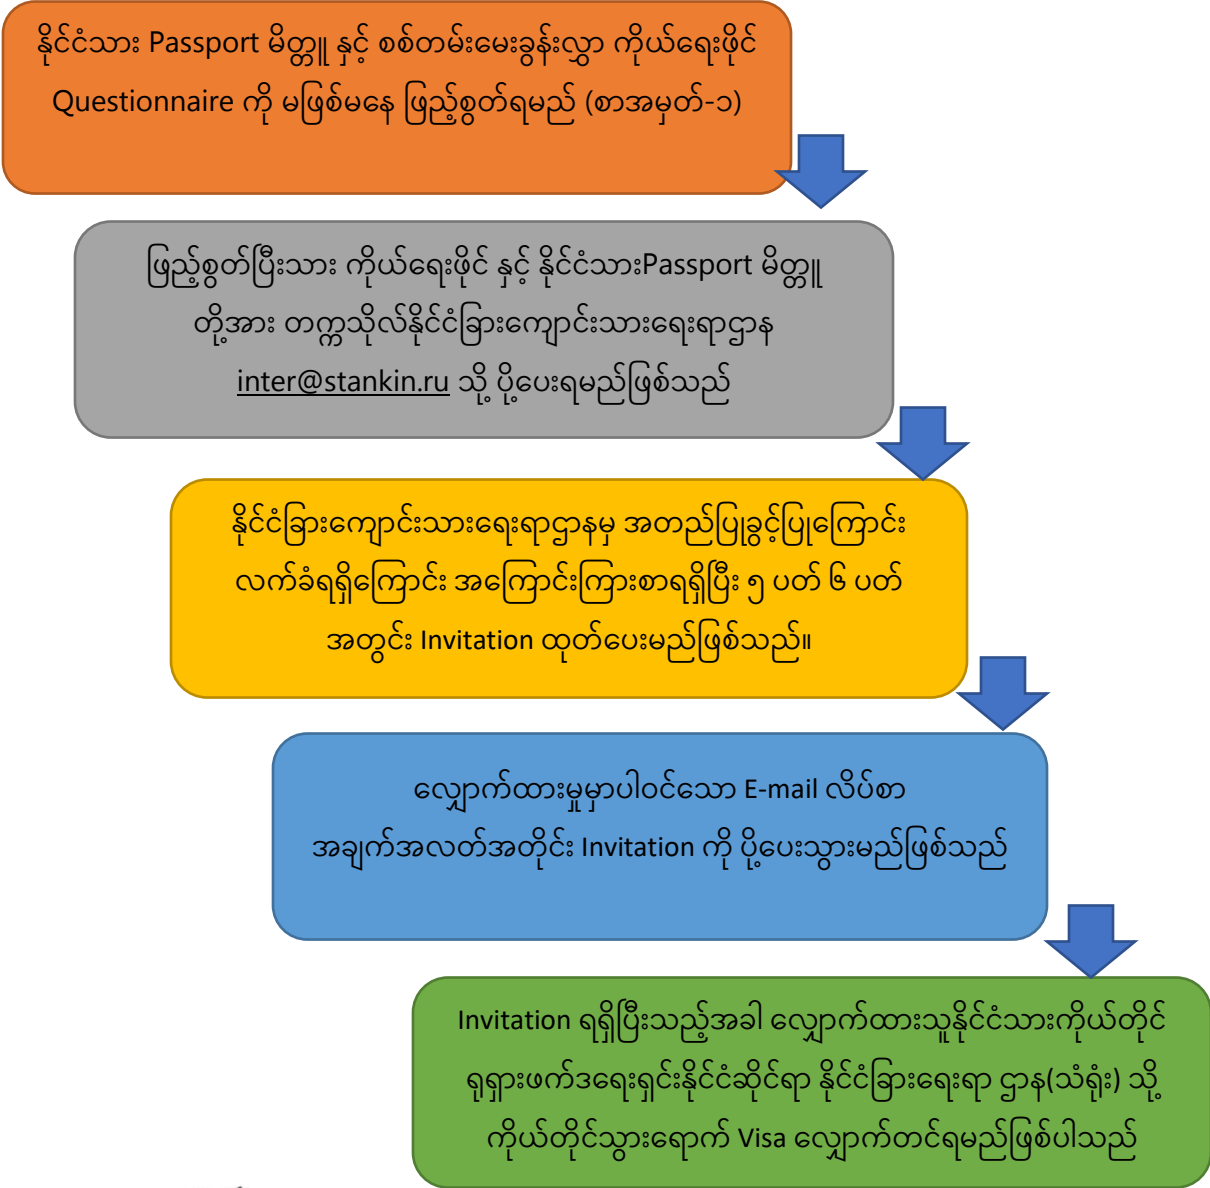 နိုင်ငံသား Passport မိတ္တူ နှင့် စစ်တမ်းမေးခွန်းလွှာ ကိုယ်ရေးဖိုင်
Questionnaire ကို မဖြစ်မနေ ဖြည့်စွတ်ရမည် (စာအမှတ်-၁)
ဖြည့်စွတ်ပြီးသား ကိုယ်ရေးဖိုင် နှင့် နိုင်ငံသားPassport မိတ္တူ
တို့အား တက္ကသိုလ်နိုင်ငံခြားကျောင်းသားရေးရာဌာန
inter@stankin.ru သို့ ပို့ပေးရမည်ဖြစ်သည်
နိုင်ငံခြားကျောင်းသားရေးရာဌာနမှ အတည်ပြုခွင့်ပြုကြောင်း
လက်ခံရရှိကြောင်း အကြောင်းကြားစာရရှိပြီး ၅ ပတ် ၆ ပတ်
အတွင်း Invitation ထုတ်ပေးမည်ဖြစ်သည်။
လျှောက်ထားမှုမှာပါဝင်သော E-mail လိပ်စာ
အချက်အလတ်အတိုင်း Invitation ကို ပို့ပေးသွားမည်ဖြစ်သည်
Invitation ရရှိပြီးသည့်အခါ လျှောက်ထားသူနိုင်ငံသားကိုယ်တိုင်
ရုရှားဖက်ဒရေးရှင်းနိုင်ငံဆိုင်ရာ နိုင်ငံခြားရေးရာ ဌာန(သံရုံး) သို့
ကိုယ်တိုင်သွားရောက် Visa လျှောက်တင်ရမည်ဖြစ်ပါသည်